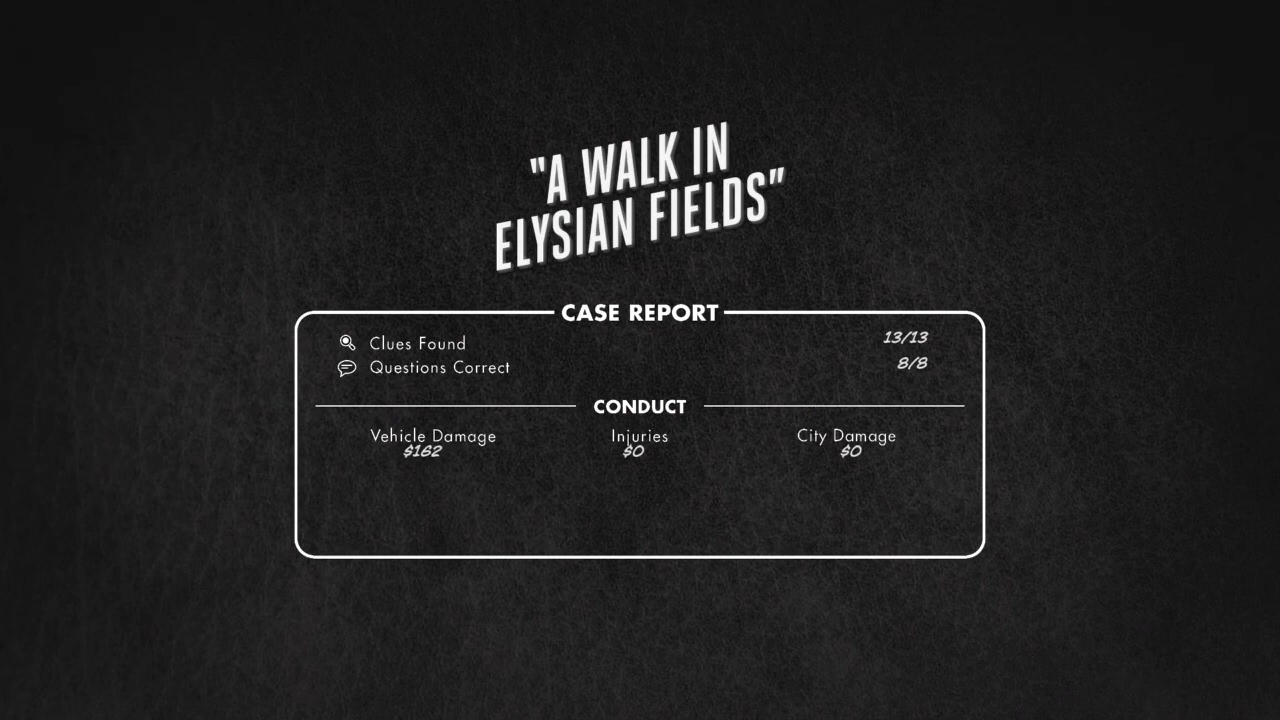 "A WALK IN
ELYSIAN FIELDS"
CASE REPORT
Clues Found 13/13
Questions Correct 8/8
CONDUCT
Vehicle Damage Injuries City Damage
$162 $0 $0